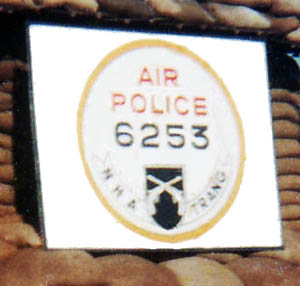 AIR
POLICE
6253
NHA TRANG